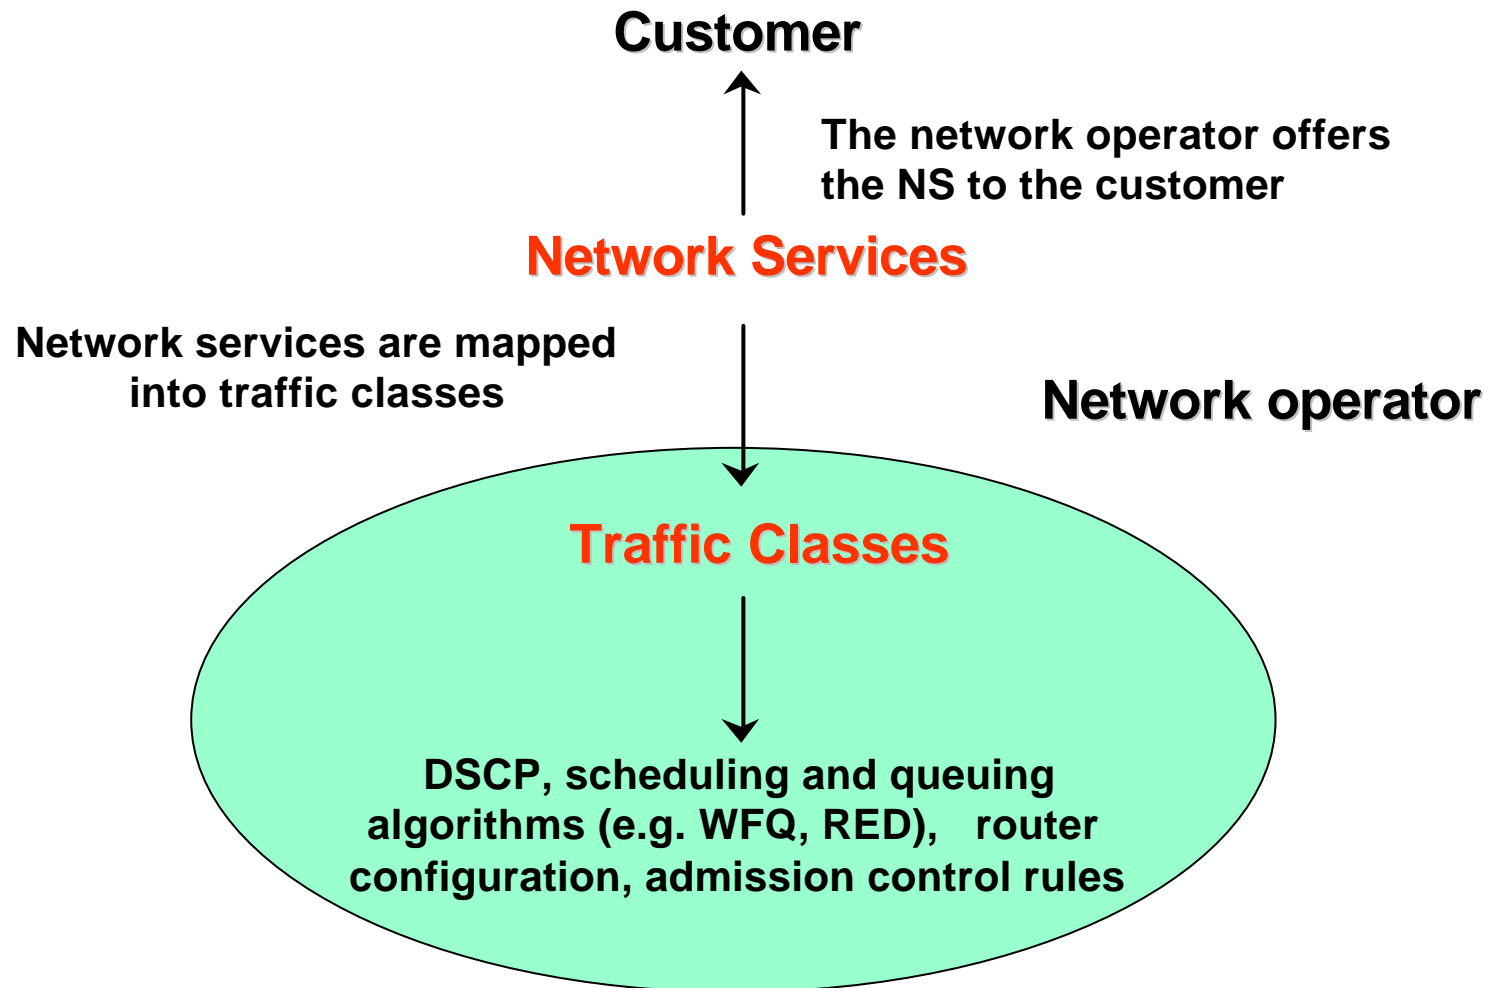 Customer
The network operator offers
the NS to the customer
Network Services
Network services are mapped
into traffic classes
Network operator
Traffic Classes
DSCP, scheduling and queuing
algorithms (e.g. WFQ, RED), router
configuration, admission control rules